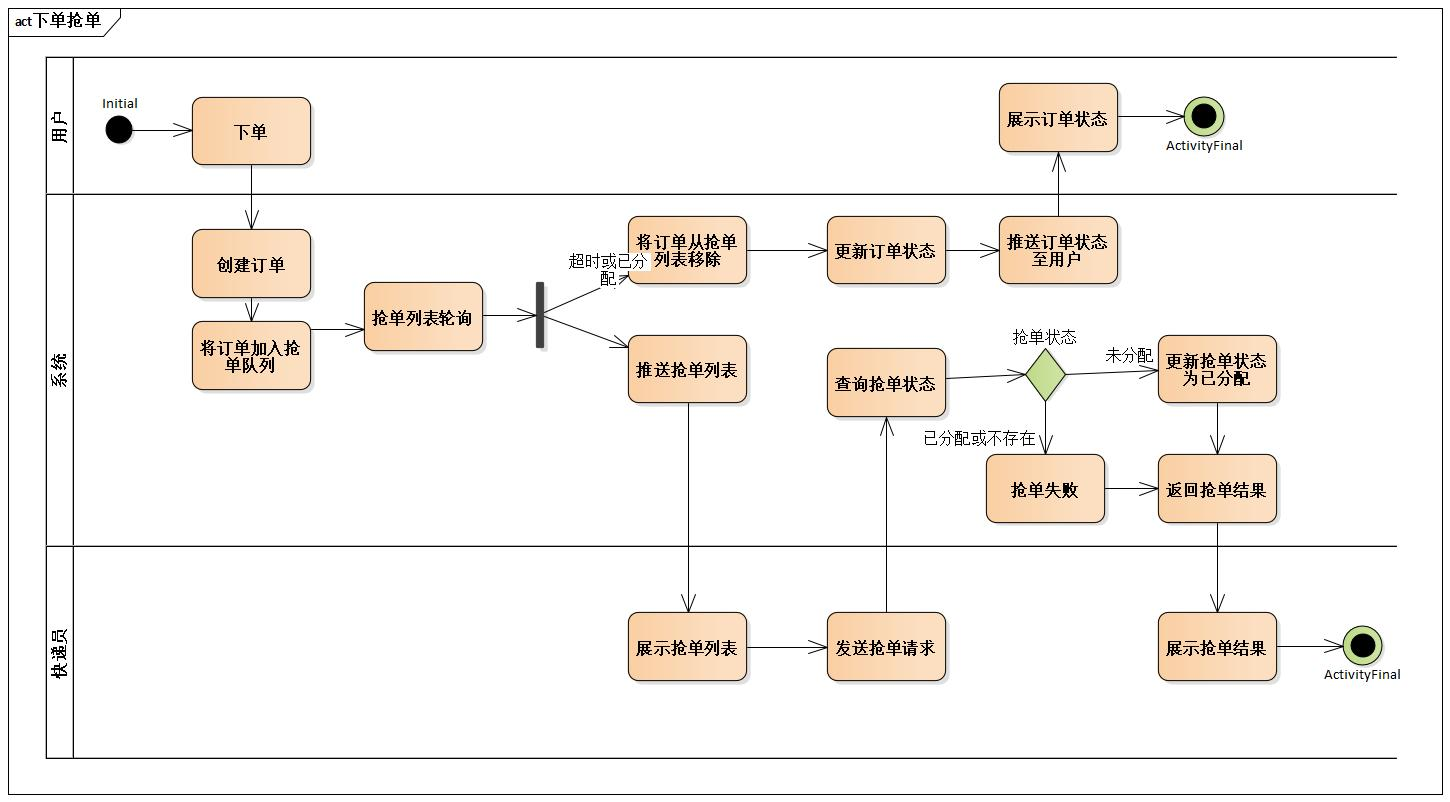 act 下单抢单
用户
Initial
下单
展示订单状态
ActivityFinal
系统
创建订单
将订单加入抢
单队列
抢单列表轮询
超时或已分
配
将订单从抢单
列表移除
更新订单状态
推送订单状态
至用户
推送抢单列表
查询抢单状态
抢单状态
未分配
更新抢单状态
为已分配
已分配或不存在
抢单失败
返回抢单结果
快递员
展示抢单列表
发送抢单请求
展示抢单结果
ActivityFinal